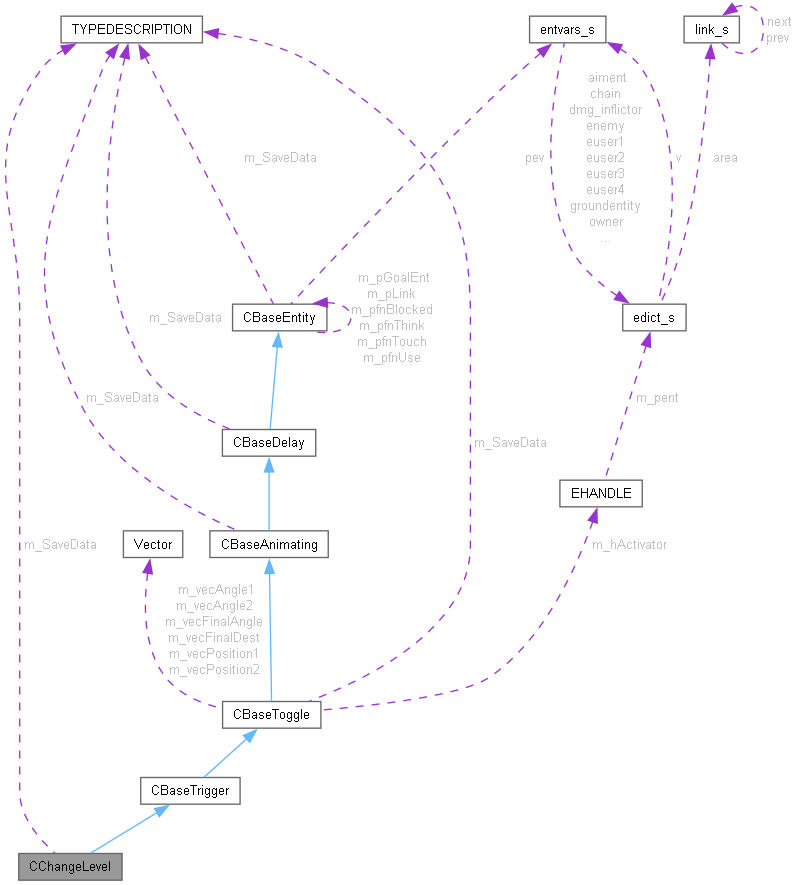 TYPEDESCRIPTION
entvars_s
link_s
next
prev
aiment
chain
dmg_inflictor
enemy
euser1
euser2
euser3
euser4
groundentity
owner
...
m_SaveData
pev
v
area
m_pGoalEnt
m_pLink
m_pfnBlocked
m_pfnThink
m_pfnTouch
m_pfnUse
m_SaveData
CBaseEntity
edict_s
m_SaveData
m_pent
CBaseDelay
m_SaveData
EHANDLE
m_SaveData
Vector
CBaseAnimating
m_hActivator
m_vecAngle1
m_vecAngle2
m_vecFinalAngle
m_vecFinalDest
m_vecPosition1
m_vecPosition2
CBaseToggle
CBaseTrigger
CChangeLevel